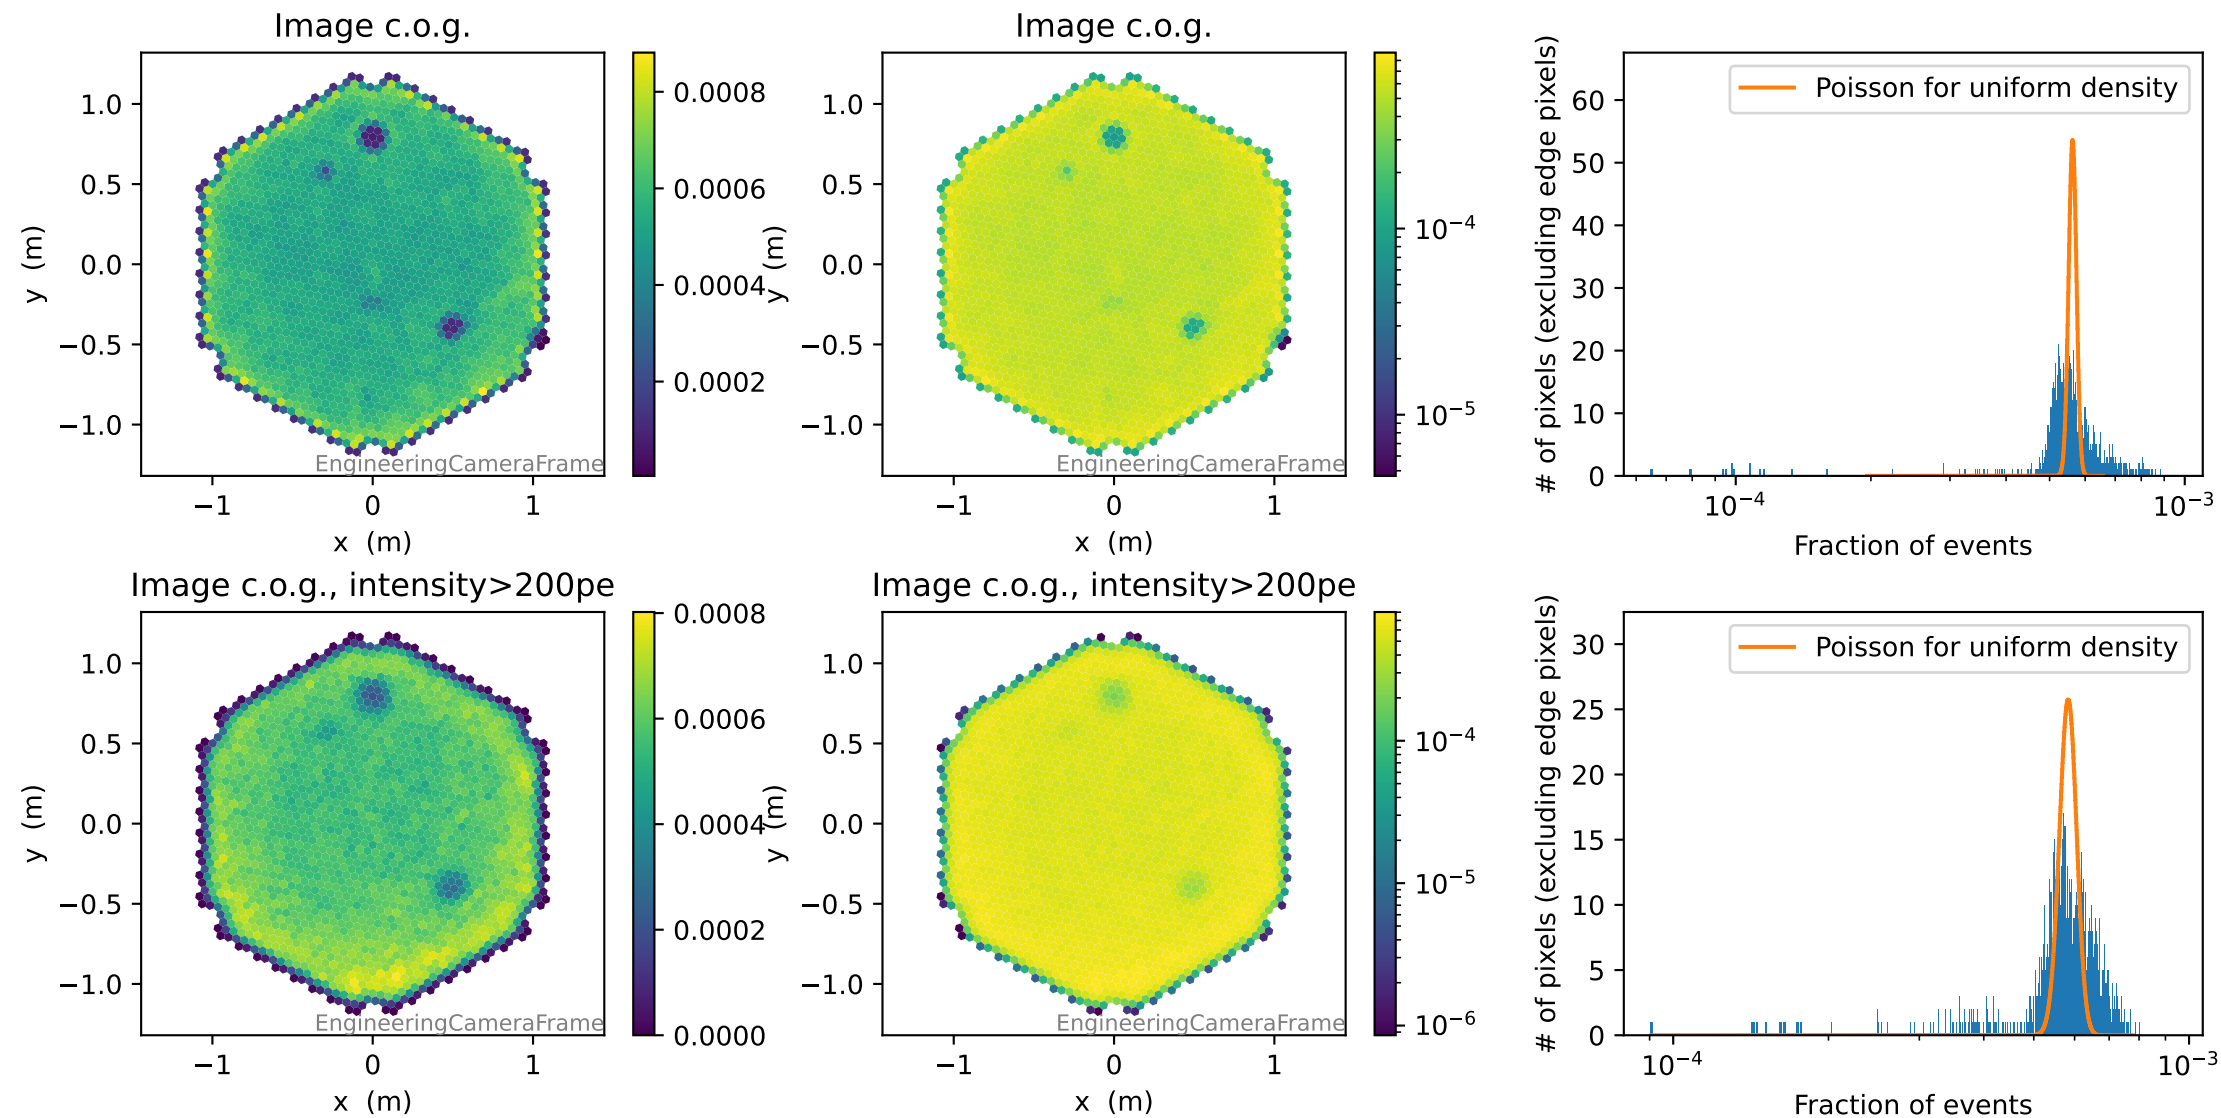 Image c.o.g.
1.0
0.5
0.0
−0.5
−1.0
y (m)
−1
0
1
x (m)
EngineeringCameraFrame
0.0008
0.0006
0.0004
0.0002
Image c.o.g.
1.0
0.5
0.0
−0.5
−1.0
y (m)
−1
0
1
x (m)
EngineeringCameraFrame
10⁻⁴
10⁻⁵
Poisson for uniform density
# of pixels (excluding edge pixels)
60
50
40
30
20
10
0
10⁻⁴
10⁻³
Fraction of events
Image c.o.g., intensity>200pe
1.0
0.5
0.0
−0.5
−1.0
y (m)
−1
0
1
x (m)
EngineeringCameraFrame
0.0008
0.0006
0.0004
0.0002
0.0000
Image c.o.g., intensity>200pe
1.0
0.5
0.0
−0.5
−1.0
y (m)
−1
0
1
x (m)
EngineeringCameraFrame
10⁻⁴
10⁻⁵
10⁻⁶
Poisson for uniform density
# of pixels (excluding edge pixels)
30
25
20
15
10
5
0
10⁻⁴
10⁻³
Fraction of events